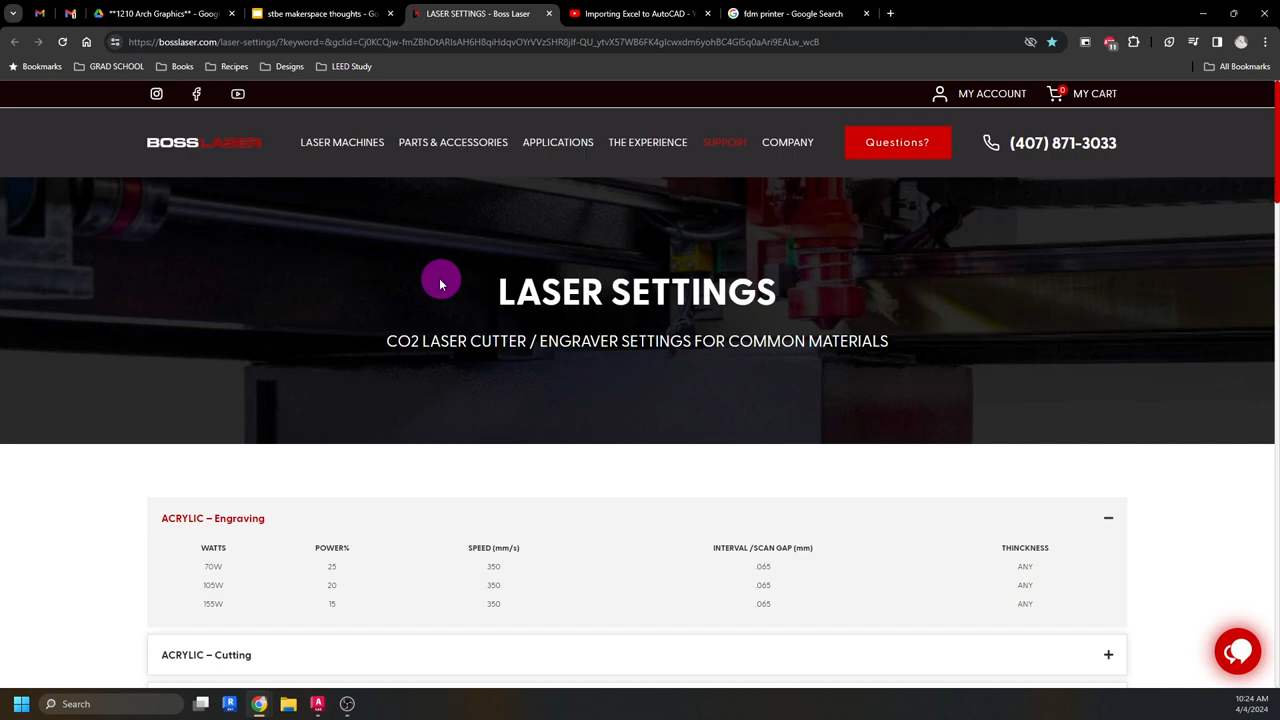 **1210 Arch Graphics** - Goog
stbe makerspace thoughts - Go
LASER SETTINGS - Boss Laser
Importing Excel to AutoCAD - Y
fdm printer - Google Search
https://bosslaser.com/laser-settings/?keyword=&gclid=Cj0KCQjw-fmZBhDtARIsAH6H8qiHdqvOYrVVzSHR8jIf-QU_ytvX57WB6FK4glcwxdm6yohBC4Gl5q0aAri9EALw_wcB
11
Bookmarks
GRAD SCHOOL
Books
Recipes
Designs
LEED Study
All Bookmarks
MY ACCOUNT
0
MY CART
BOSSLASER
LASER MACHINES
PARTS & ACCESSORIES
APPLICATIONS
THE EXPERIENCE
SUPPORT
COMPANY
Questions?
(407) 871-3033
LASER SETTINGS
CO2 LASER CUTTER / ENGRAVER SETTINGS FOR COMMON MATERIALS
ACRYLIC – Engraving
WATTS POWER% SPEED (mm/s) INTERVAL /SCAN GAP (mm) THINCKNESS
70W 25 350 .065 ANY
105W 20 350 .065 ANY
155W 15 350 .065 ANY
ACRYLIC – Cutting
Search
10:24 AM
4/4/2024